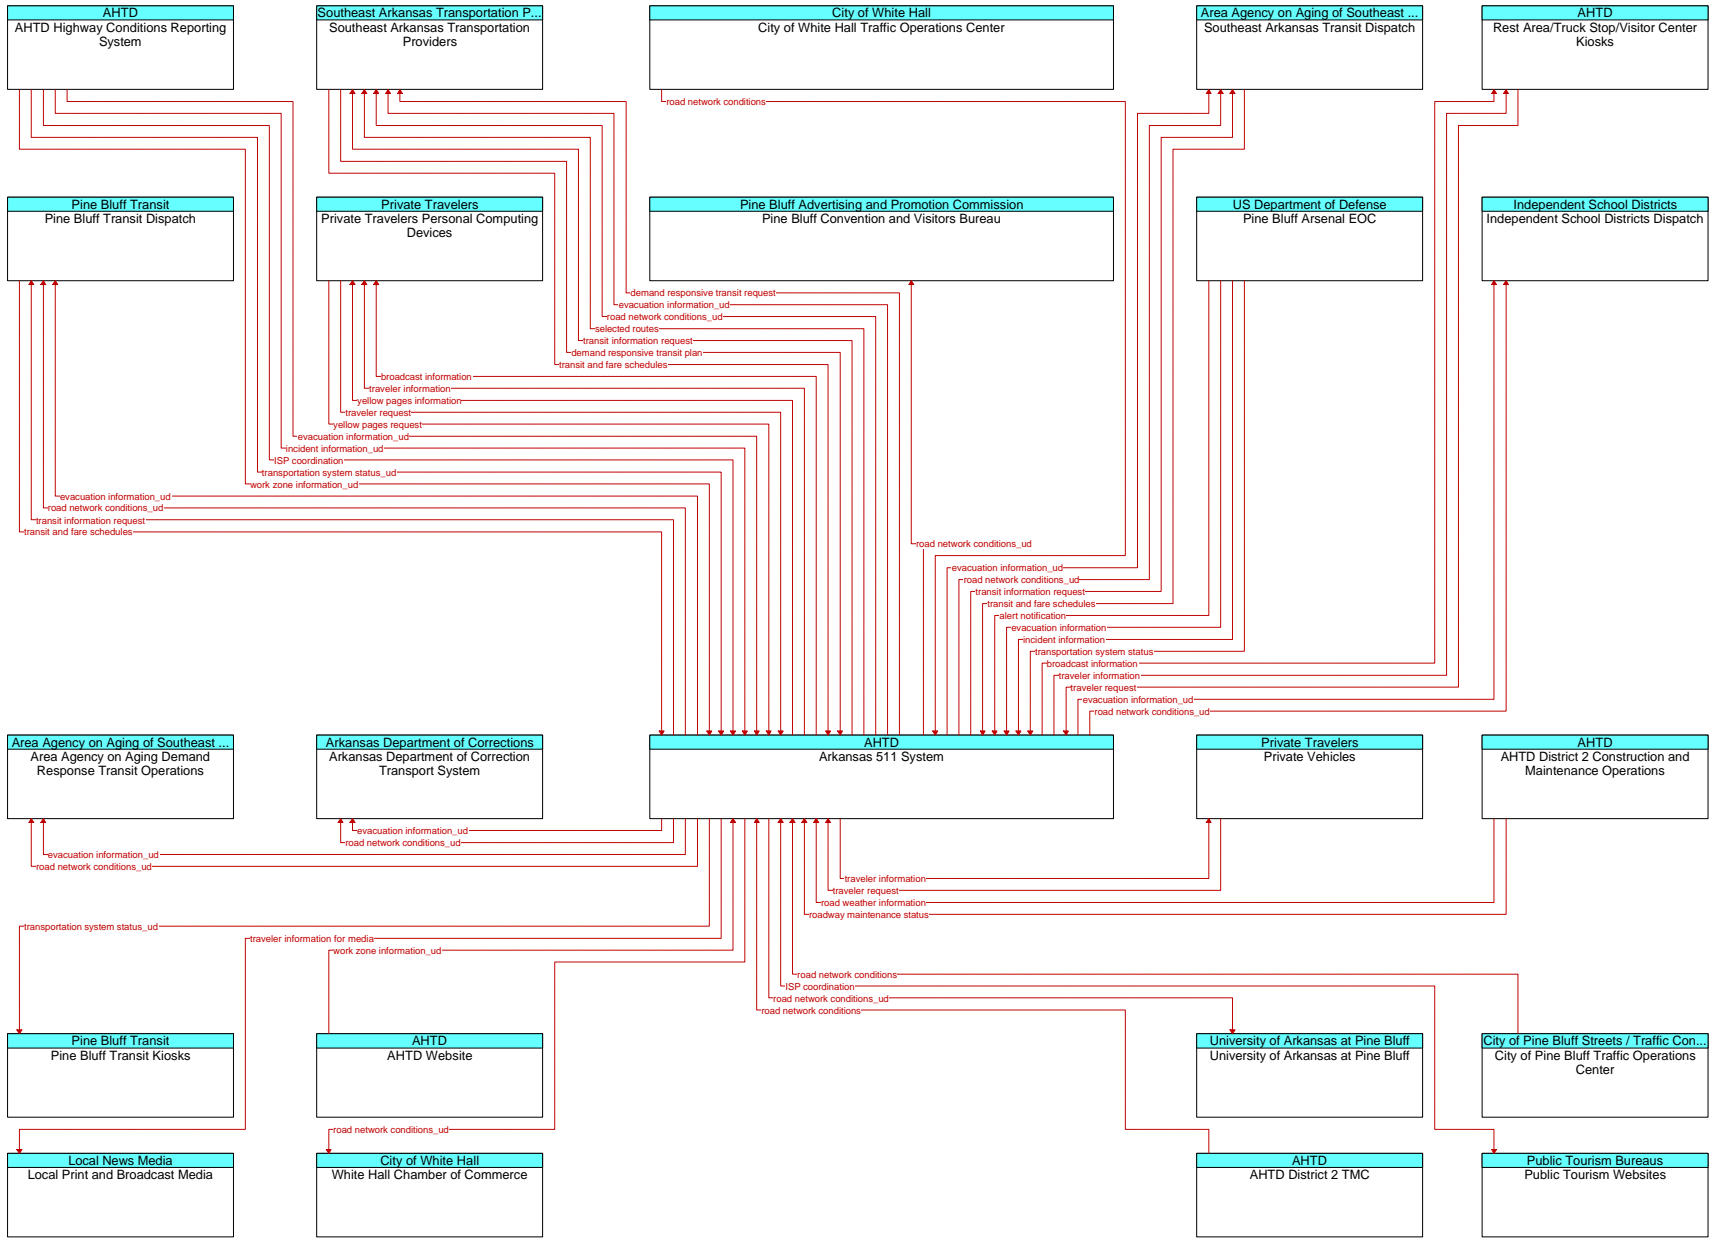 AHTD
AHTD Highway Conditions Reporting
System
Southeast Arkansas Transportation P...
Southeast Arkansas Transportation
Providers
City of White Hall
City of White Hall Traffic Operations Center
Area Agency on Aging of Southeast ...
Southeast Arkansas Transit Dispatch
AHTD
Rest Area/Truck Stop/Visitor Center
Kiosks
road network conditions
Pine Bluff Transit
Pine Bluff Transit Dispatch
Private Travelers
Private Travelers Personal Computing
Devices
Pine Bluff Advertising and Promotion Commission
Pine Bluff Convention and Visitors Bureau
US Department of Defense
Pine Bluff Arsenal EOC
Independent School Districts
Independent School Districts Dispatch
demand responsive transit request
evacuation information_ud
road network conditions_ud
selected routes
transit information request
demand responsive transit plan
transit and fare schedules
broadcast information
traveler information
yellow pages information
traveler request
yellow pages request
evacuation information_ud
incident information_ud
ISP coordination
transportation system status_ud
work zone information_ud
evacuation information_ud
road network conditions_ud
transit information request
transit and fare schedules
road network conditions_ud
evacuation information_ud
road network conditions_ud
transit information request
transit and fare schedules
alert notification
evacuation information
incident information
transportation system status
broadcast information
traveler information
traveler request
evacuation information_ud
road network conditions_ud
Area Agency on Aging of Southeast ...
Area Agency on Aging Demand
Response Transit Operations
Arkansas Department of Corrections
Arkansas Department of Correction
Transport System
AHTD
Arkansas 511 System
Private Travelers
Private Vehicles
AHTD
AHTD District 2 Construction and
Maintenance Operations
evacuation information_ud
road network conditions_ud
evacuation information_ud
road network conditions_ud
traveler information
traveler request
road weather information
roadway maintenance status
transportation system status_ud
traveler information for media
work zone information_ud
road network conditions
ISP coordination
road network conditions_ud
road network conditions
Pine Bluff Transit
Pine Bluff Transit Kiosks
AHTD
AHTD Website
University of Arkansas at Pine Bluff
University of Arkansas at Pine Bluff
City of Pine Bluff Streets / Traffic Con...
City of Pine Bluff Traffic Operations
Center
road network conditions_ud
Local News Media
Local Print and Broadcast Media
City of White Hall
White Hall Chamber of Commerce
AHTD
AHTD District 2 TMC
Public Tourism Bureaus
Public Tourism Websites